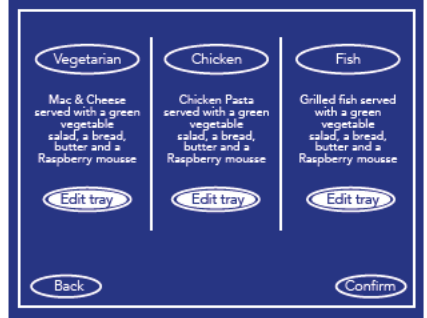 Vegetarian
Mac & Cheese
served with a green
vegetable
salad, a bread,
butter and a
Raspberry mousse
Edit tray
Chicken
Chicken Pasta
served with a green
vegetable
salad, a bread,
butter and a
Raspberry mousse
Edit tray
Fish
Grilled fish served
with a green
vegetable
salad, a bread,
butter and a
Raspberry mousse
Edit tray
Back
Confirm